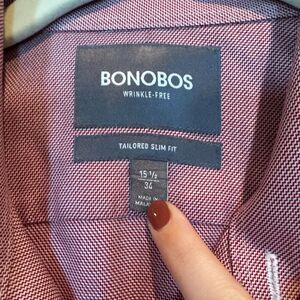 BONOBOS
WRINKLE-FREE
TAILORED SLIM FIT
15 ½
34
MADE IN